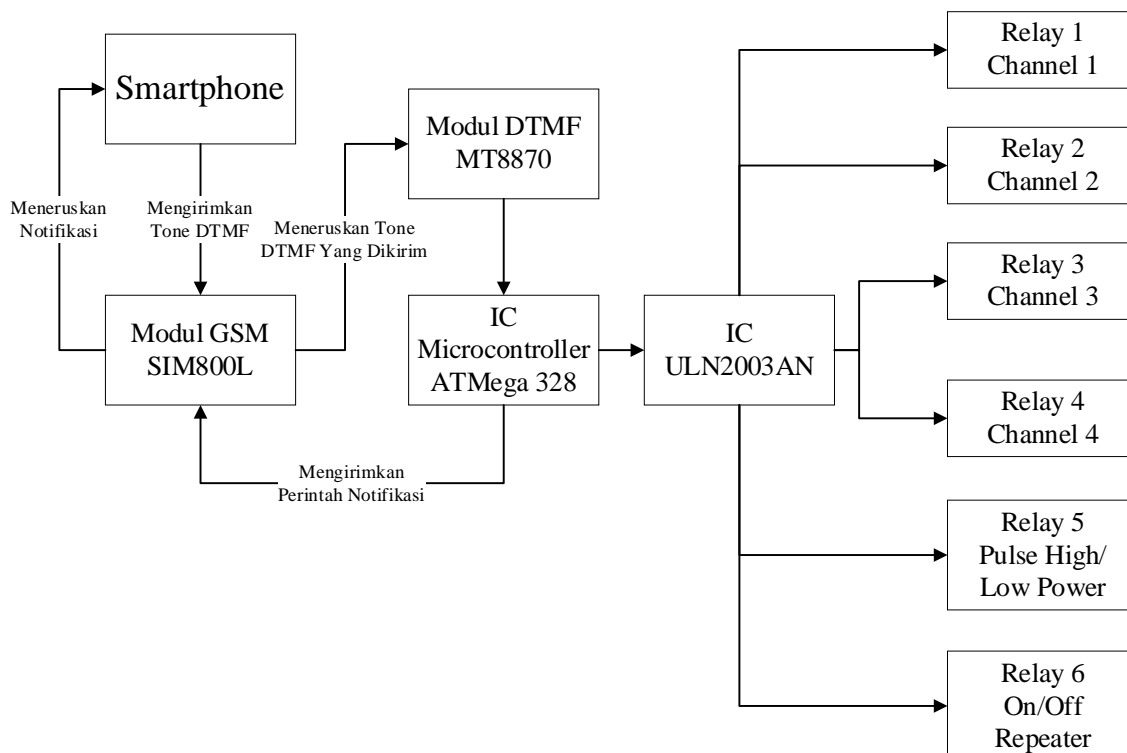 Smartphone
Meneruskan
Notifikasi
Mengirimkan
Tone DTMF
Modul GSM
SIM800L
Meneruskan Tone
DTMF Yang Dikirim
Modul DTMF
MT8870
IC
Microcontroller
ATMega 328
Mengirimkan
Perintah Notifikasi
IC
ULN2003AN
Relay 1
Channel 1
Relay 2
Channel 2
Relay 3
Channel 3
Relay 4
Channel 4
Relay 5
Pulse High/
Low Power
Relay 6
On/Off
Repeater